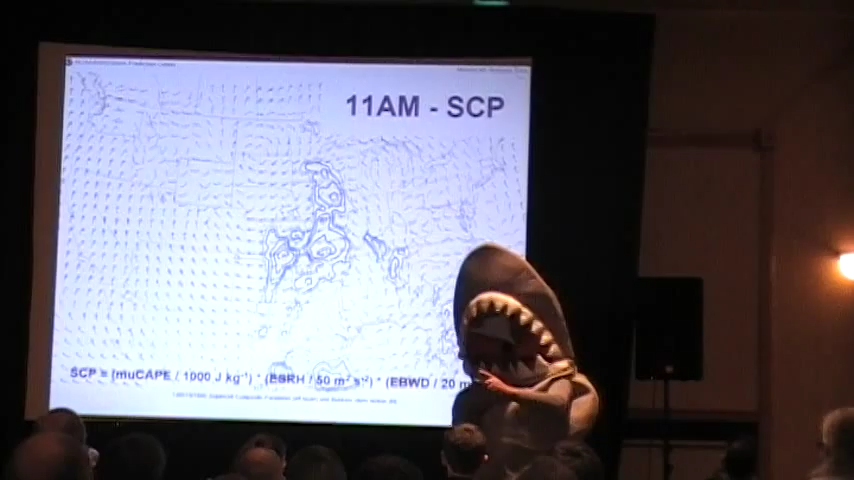 11AM - SCP
SCP = (muCAPE / 1000 J kg⁻¹) * (ESRH / 50 m² s⁻²) * (EBWD / 20 m